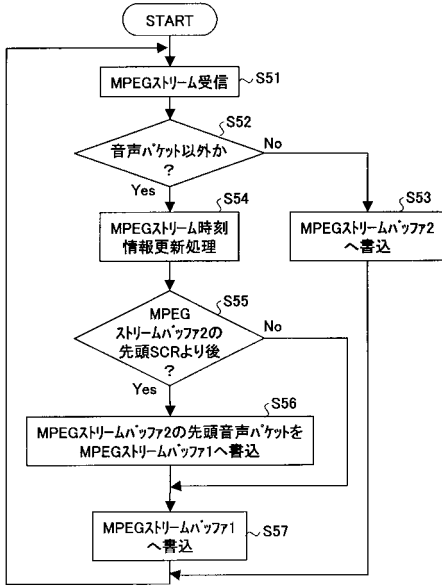 START
MPEGストリーム受信
S51
S52
音声パケット以外か
?
No
Yes
S54
S53
MPEGストリーム時刻
情報更新処理
MPEGストリームバッファ2
へ書込
S55
MPEG
ストリームバッファ2の
先頭SCRより後
?
No
Yes
S56
MPEGストリームバッファ2の先頭音声パケットを
MPEGストリームバッファ1へ書込
MPEGストリームバッファ1
へ書込
S57